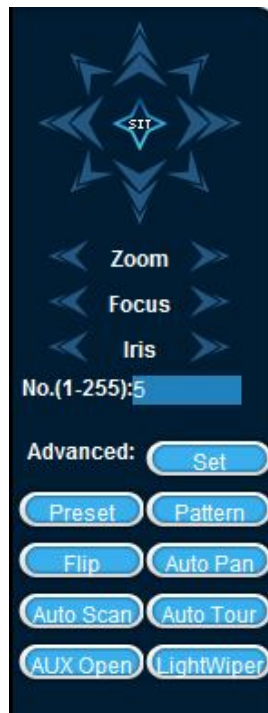 SIT
Zoom
Focus
Iris
No.(1-255):5
Advanced: Set
Preset Pattern
Flip Auto Pan
Auto Scan Auto Tour
AUX Open LightWiper